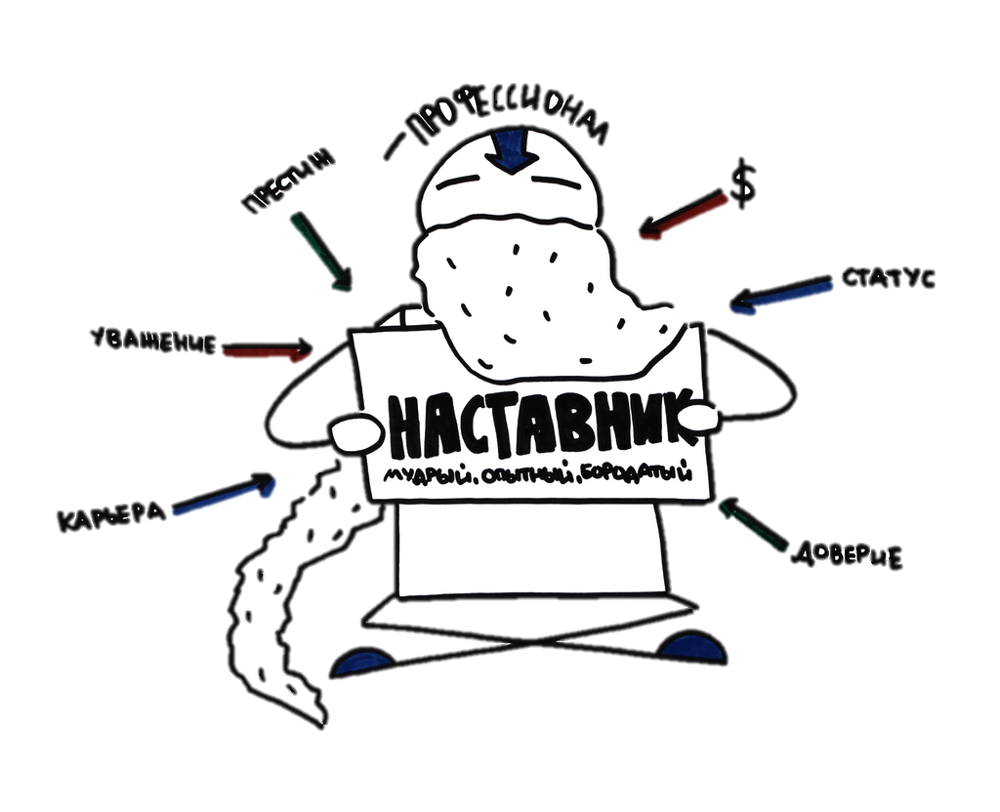 — ПРОФЕССИОНАЛ
ПРЕСТИЖ
$
СТАТУС
УВАЖЕНИЕ
НАСТАВНИК
МУДРЫЙ, ОПЫТНЫЙ, БОРОДАТЫЙ
КАРЬЕРА
ДОВЕРИЕ